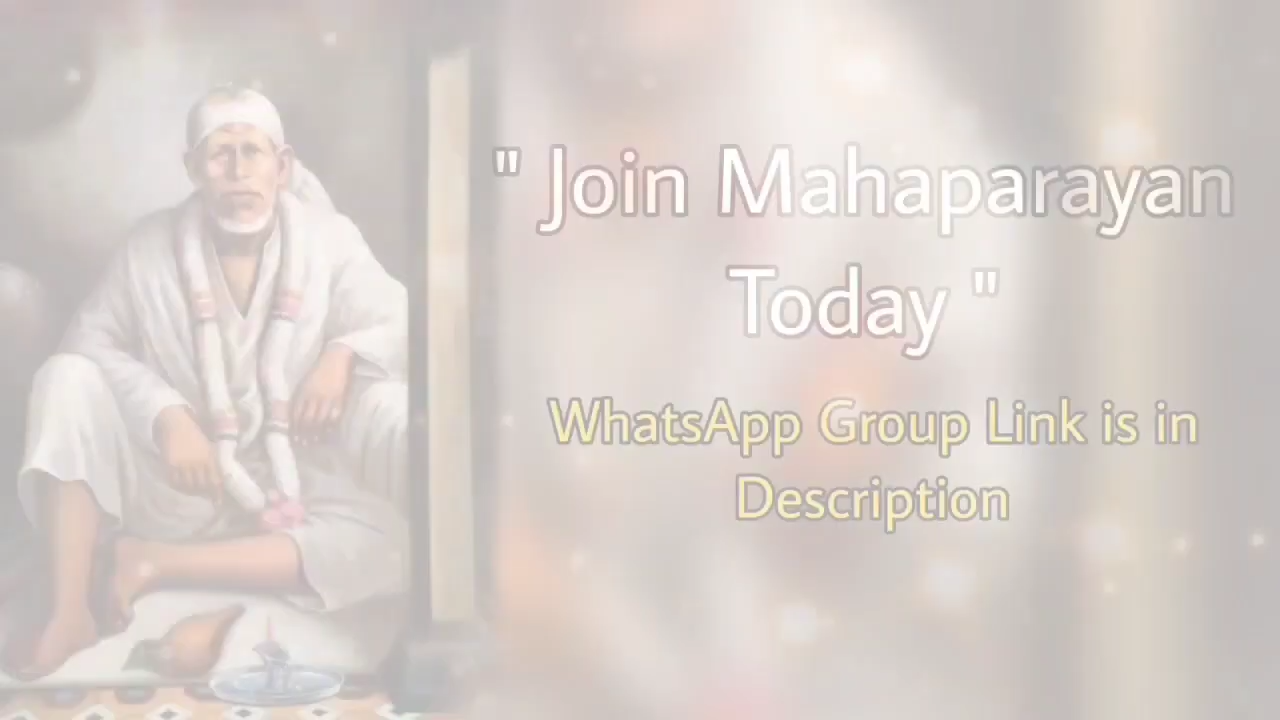 " Join Mahaparayan
Today "
WhatsApp Group Link is in
Description